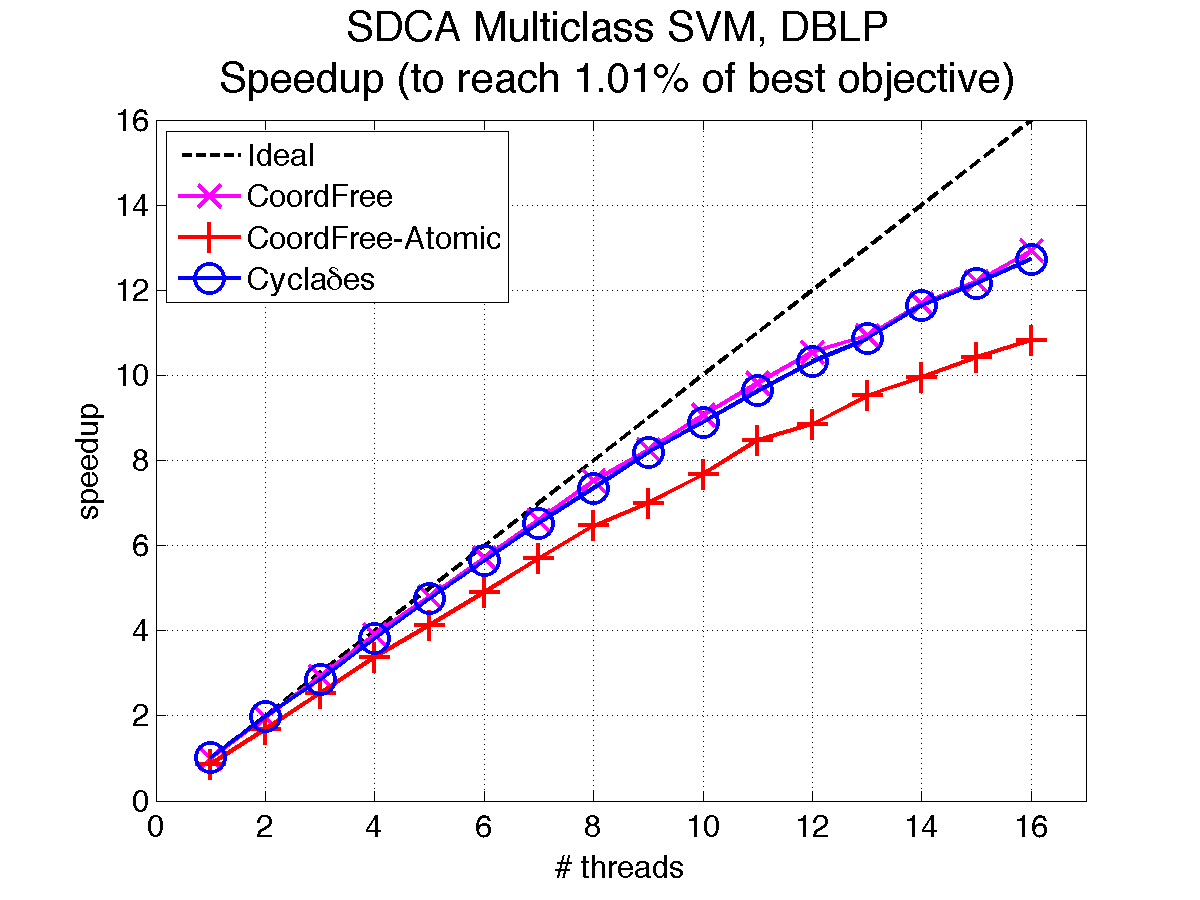 SDCA Multiclass SVM, DBLP
Speedup (to reach 1.01% of best objective)
16
14
12
10
8
6
4
2
0
speedup
Ideal
CoordFree
CoordFree-Atomic
Claδes
0 2 4 6 8 10 12 14 16
# threads